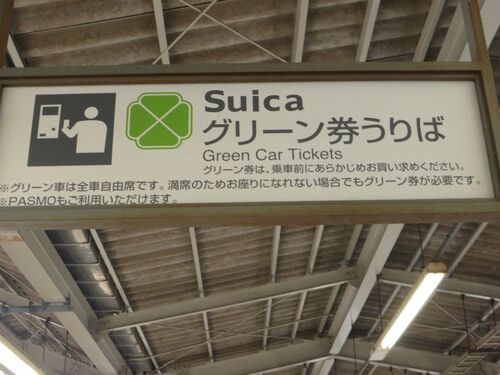 Suica
グリーン券うりば
Green Car Tickets
グリーン券は、乗車前にあらかじめお買い求めください。
※グリーン車は全車自由席です。満席のためお座りになれない場合でもグリーン券が必要です。
※PASMOもご利用いただけます。